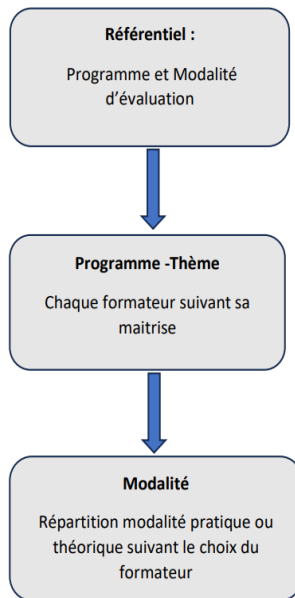 Référentiel :
Programme et Modalité
d'évaluation
Programme -Thème
Chaque formateur suivant sa
maitrise
Modalité
Répartition modalité pratique ou
théorique suivant le choix du
formateur